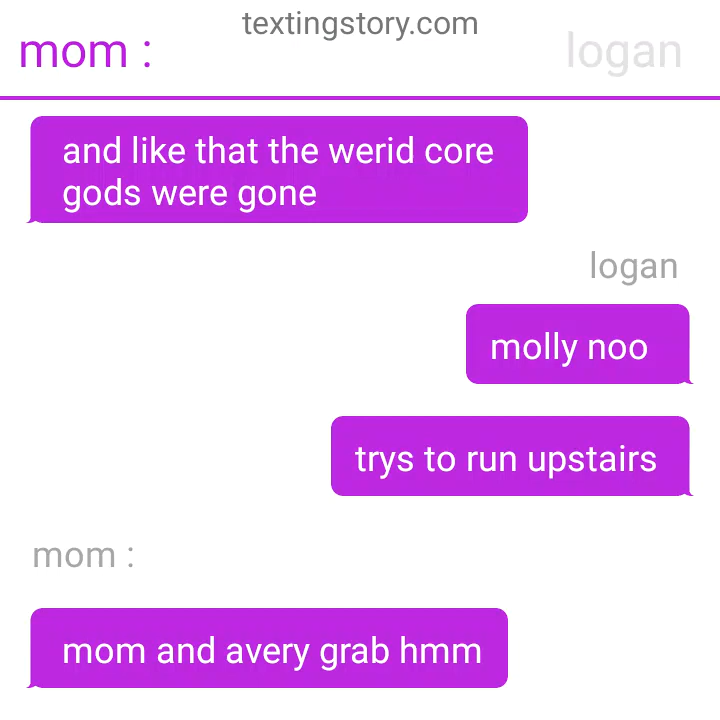 textingstory.com
mom :
logan
and like that the werid core
gods were gone
logan
molly noo
trys to run upstairs
mom :
mom and avery grab hmm